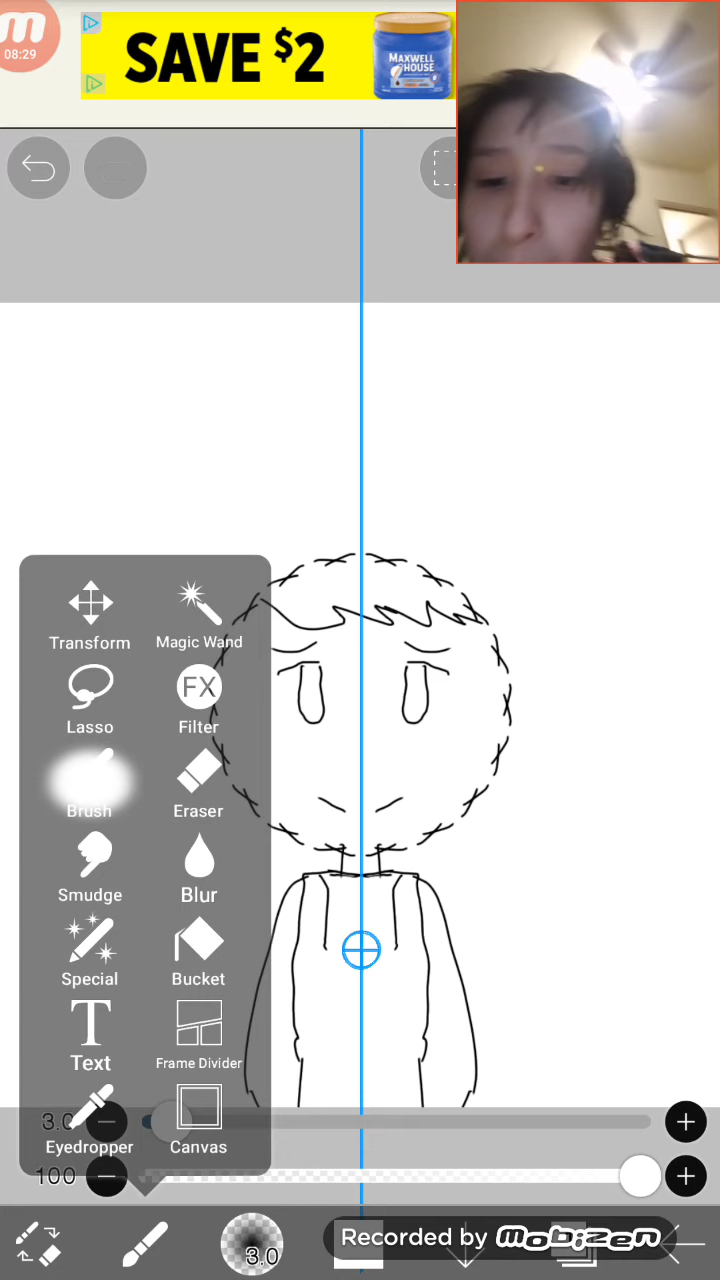 m
08:29
SAVE $2
MAXWELL
HOUSE
Transform
Magic Wand
Lasso
FX
Filter
Brush
Eraser
Smudge
Blur
Special
Bucket
T
Text
Frame Divider
Eyedropper
Canvas
3.0
100
3.0
Recorded by mobizen